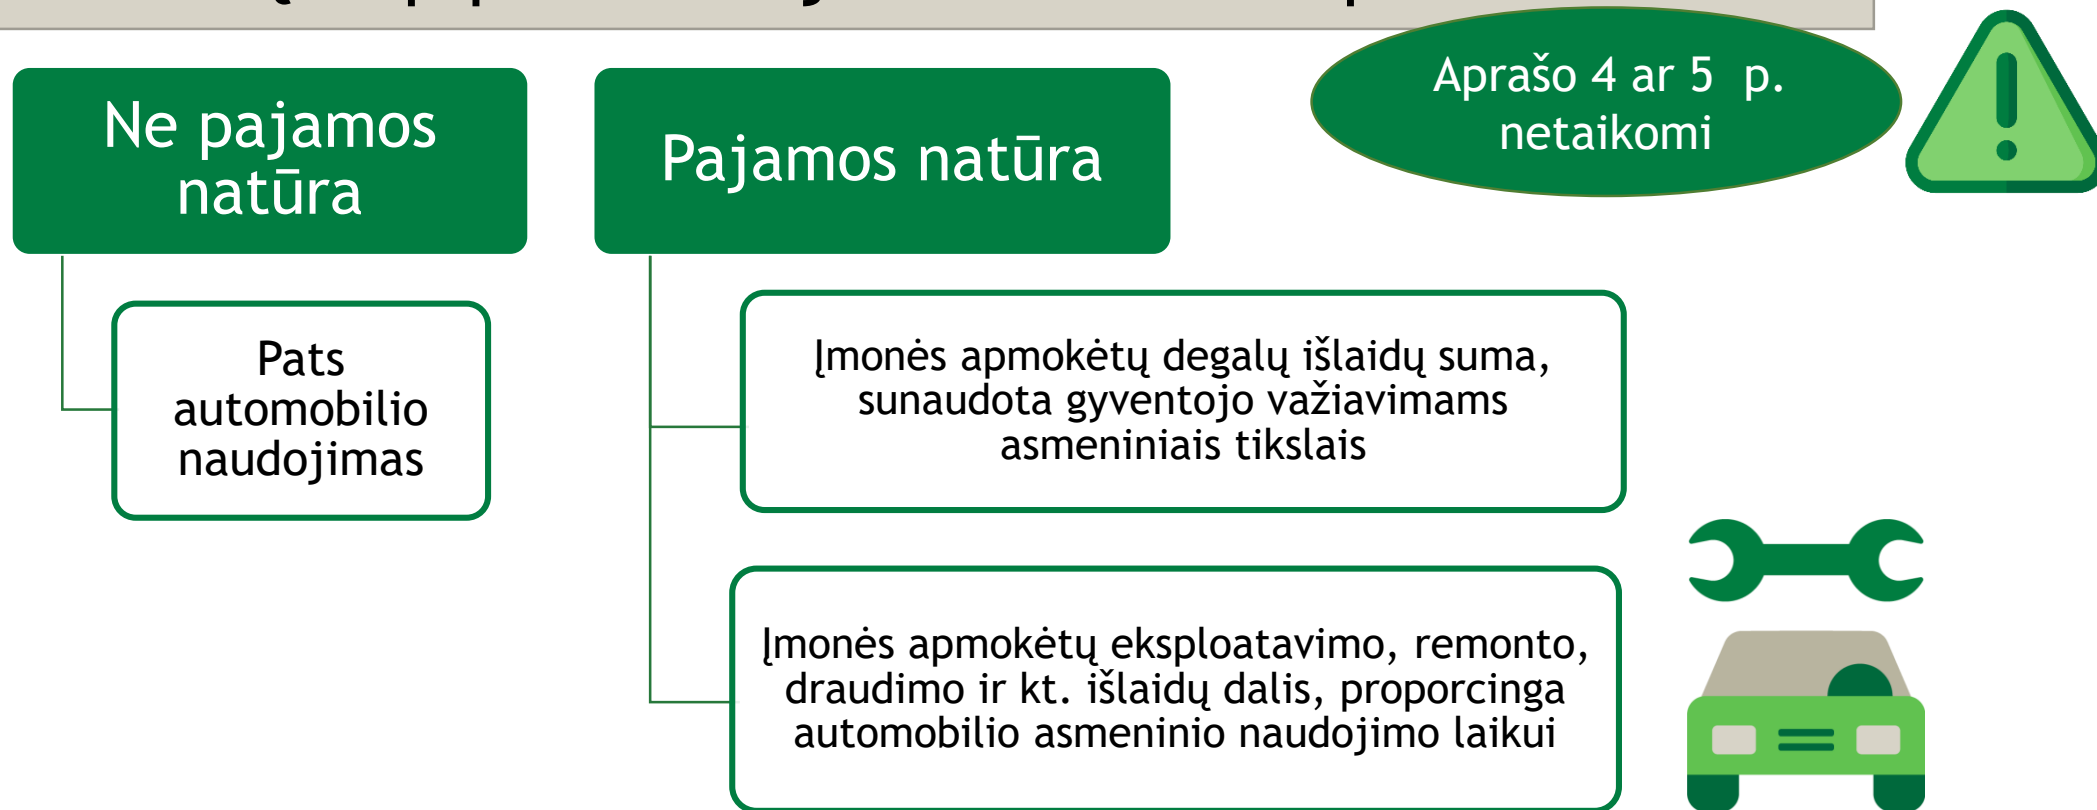 Ne pajamos
natūra
Pajamos natūra
Aprašo 4 ar 5 p.
netaikomi
Pats
automobilio
naudojimas
Įmonės apmokėtų degalų išlaidų suma,
sunaudota gyventojo važiavimams
asmeniniais tikslais
Įmonės apmokėtų eksploatavimo, remonto,
draudimo ir kt. išlaidų dalis, proporcinga
automobilio asmeninio naudojimo laikui